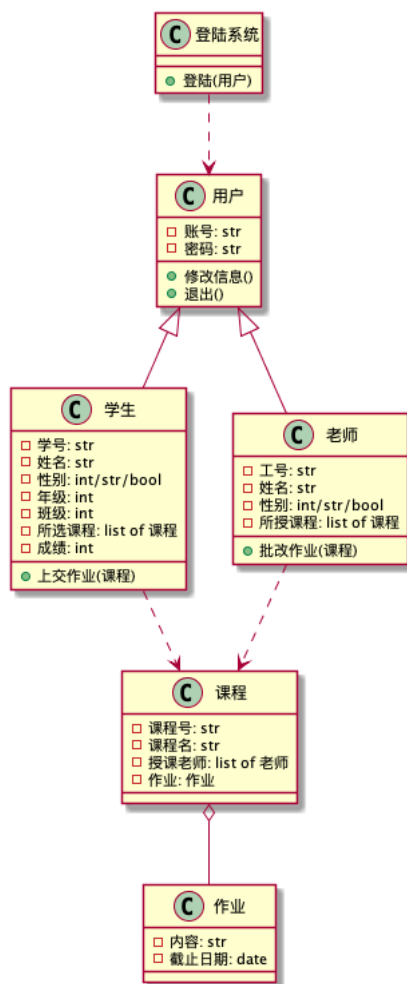 C 登陆系统
登陆(用户)
C 用户
账号: str
密码: str
修改信息()
退出()
C 学生
学号: str
姓名: str
性别: int/str/bool
年级: int
班级: int
所选课程: list of 课程
成绩: int
上交作业(课程)
C 老师
工号: str
姓名: str
性别: int/str/bool
所授课程: list of 课程
批改作业(课程)
C 课程
课程号: str
课程名: str
授课老师: list of 老师
作业: 作业
C 作业
内容: str
截止日期: date